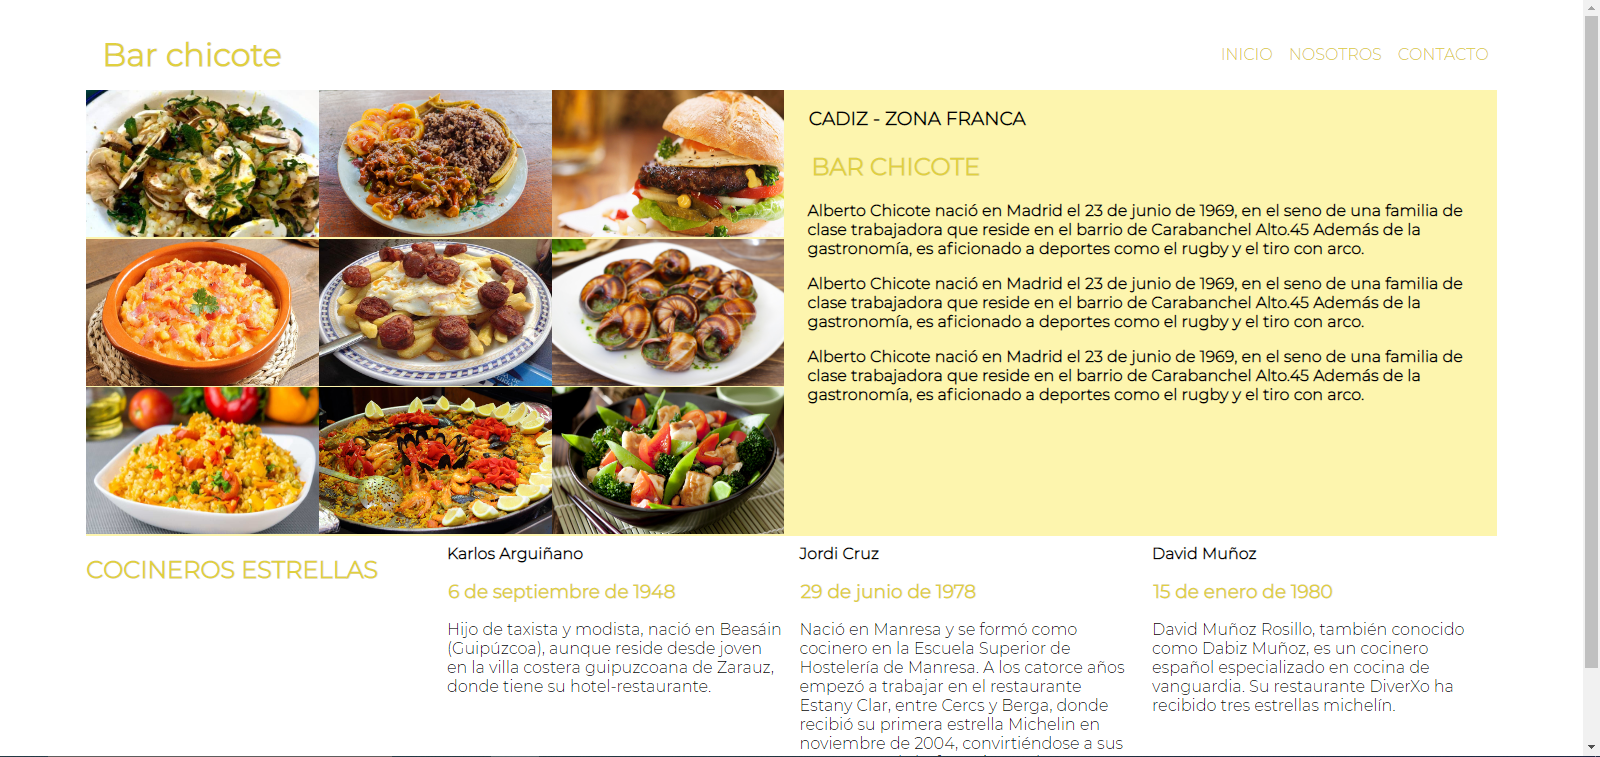 Bar chicote
INICIO NOSOTROS CONTACTO
CADIZ - ZONA FRANCA
BAR CHICOTE
Alberto Chicote nació en Madrid el 23 de junio de 1969, en el seno de una familia de
clase trabajadora que reside en el barrio de Carabanchel Alto.45 Además de la
gastronomía, es aficionado a deportes como el rugby y el tiro con arco.
Alberto Chicote nació en Madrid el 23 de junio de 1969, en el seno de una familia de
clase trabajadora que reside en el barrio de Carabanchel Alto.45 Además de la
gastronomía, es aficionado a deportes como el rugby y el tiro con arco.
Alberto Chicote nació en Madrid el 23 de junio de 1969, en el seno de una familia de
clase trabajadora que reside en el barrio de Carabanchel Alto.45 Además de la
gastronomía, es aficionado a deportes como el rugby y el tiro con arco.
COCINEROS ESTRELLAS
Karlos Arguiñano
6 de septiembre de 1948
Hijo de taxista y modista, nació en Beasáin
(Guipúzcoa), aunque reside desde joven
en la villa costera guipuzcoana de Zarauz,
donde tiene su hotel-restaurante.
Jordi Cruz
29 de junio de 1978
Nació en Manresa y se formó como
cocinero en la Escuela Superior de
Hostelería de Manresa. A los catorce años
empezó a trabajar en el restaurante
Estany Clar, entre Cercs y Berga, donde
recibió su primera estrella Michelin en
noviembre de 2004, convirtiéndose a sus
David Muñoz
15 de enero de 1980
David Muñoz Rosillo, también conocido
como Dabiz Muñoz, es un cocinero
español especializado en cocina de
vanguardia. Su restaurante DiverXo ha
recibido tres estrellas michelín.